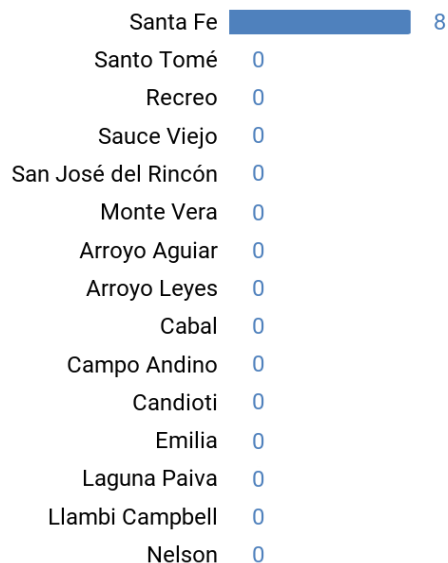 Santa Fe 8
Santo Tomé 0
Recreo 0
Sauce Viejo 0
San José del Rincón 0
Monte Vera 0
Arroyo Aguiar 0
Arroyo Leyes 0
Cabal 0
Campo Andino 0
Candioti 0
Emilia 0
Laguna Paiva 0
Llambi Campbell 0
Nelson 0